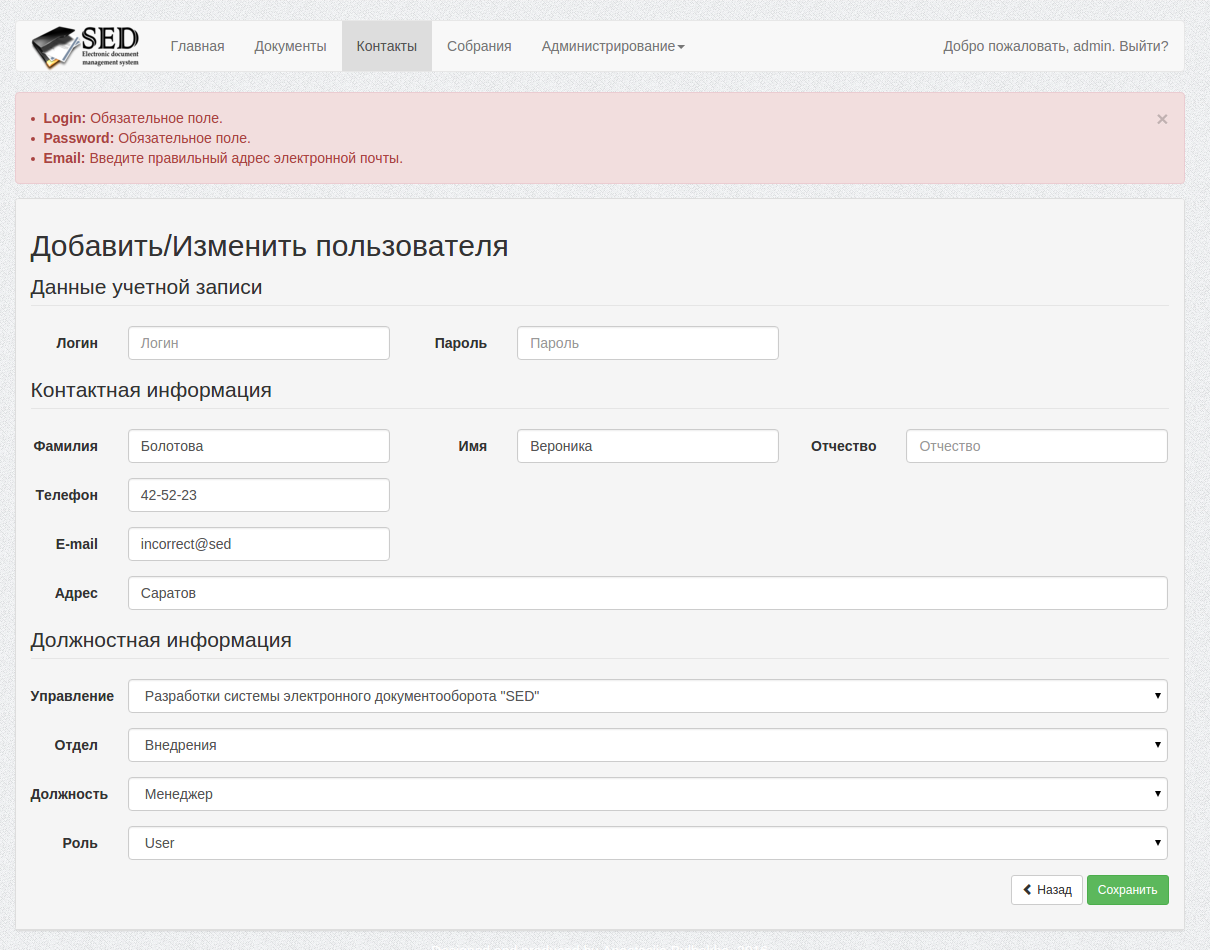 SED
Electronic document
management system
Главная Документы Контакты Собрания Администрирование Добро пожаловать, admin. Выйти?
• Login: Обязательное поле. ×
• Password: Обязательное поле.
• Email: Введите правильный адрес электронной почты.
Добавить/Изменить пользователя
Данные учетной записи
Логин Логин Пароль Пароль
Контактная информация
Фамилия Болотова Имя Вероника Отчество Отчество
Телефон 42-52-23
E-mail incorrect@sed
Адрес Саратов
Должностная информация
Управление Разработки системы электронного документооборота "SED"
Отдел Внедрения
Должность Менеджер
Роль User
Назад Сохранить